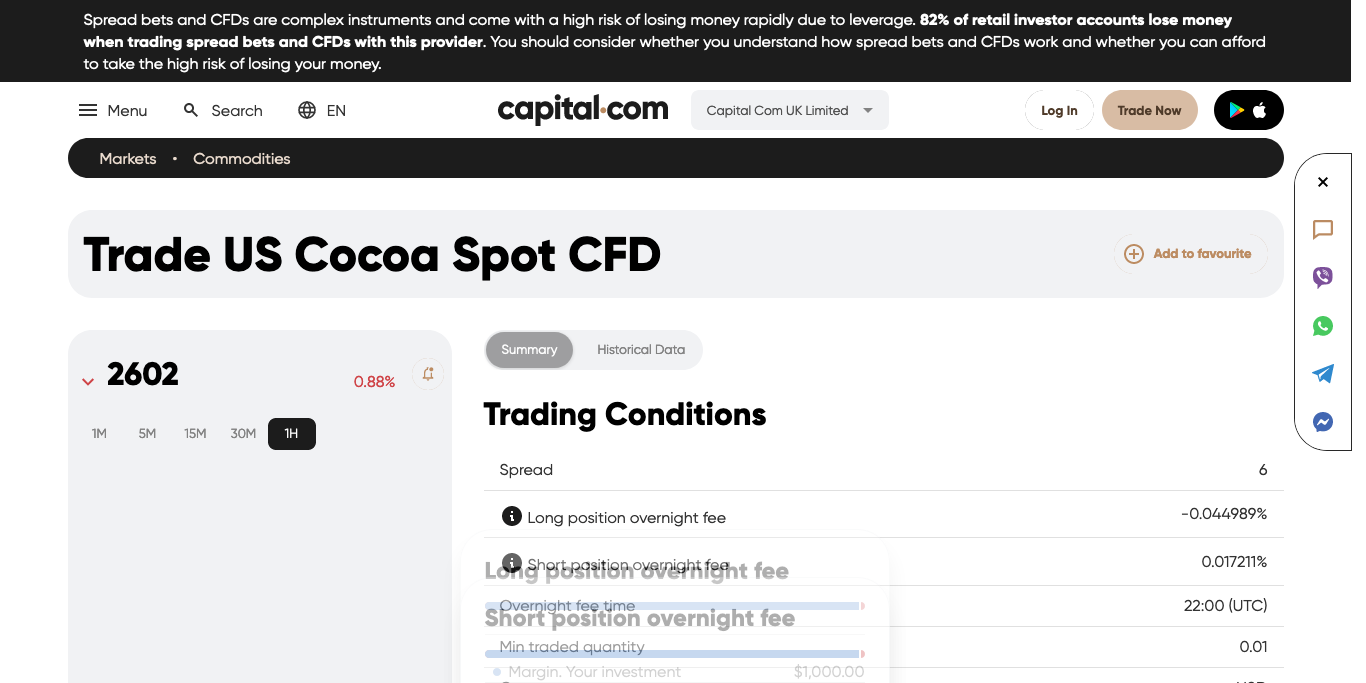 Spread bets and CFDs are complex instruments and come with a high risk of losing money rapidly due to leverage. 82% of retail investor accounts lose money
when trading spread bets and CFDs with this provider. You should consider whether you understand how spread bets and CFDs work and whether you can afford
to take the high risk of losing your money.
Menu Search EN capital.com Capital Com UK Limited Log In Trade Now
Markets • Commodities
Trade US Cocoa Spot CFD
Add to favourite
2602 0.88%
1M 5M 15M 30M 1H
Summary Historical Data
Trading Conditions
Spread 6
Long position overnight fee -0.044989%
Short position overnight fee 0.017211%
Long position overnight fee
Overnight fee time 22:00 (UTC)
Short position overnight fee
Min traded quantity 0.01
Margin. Your investment $1,000.00